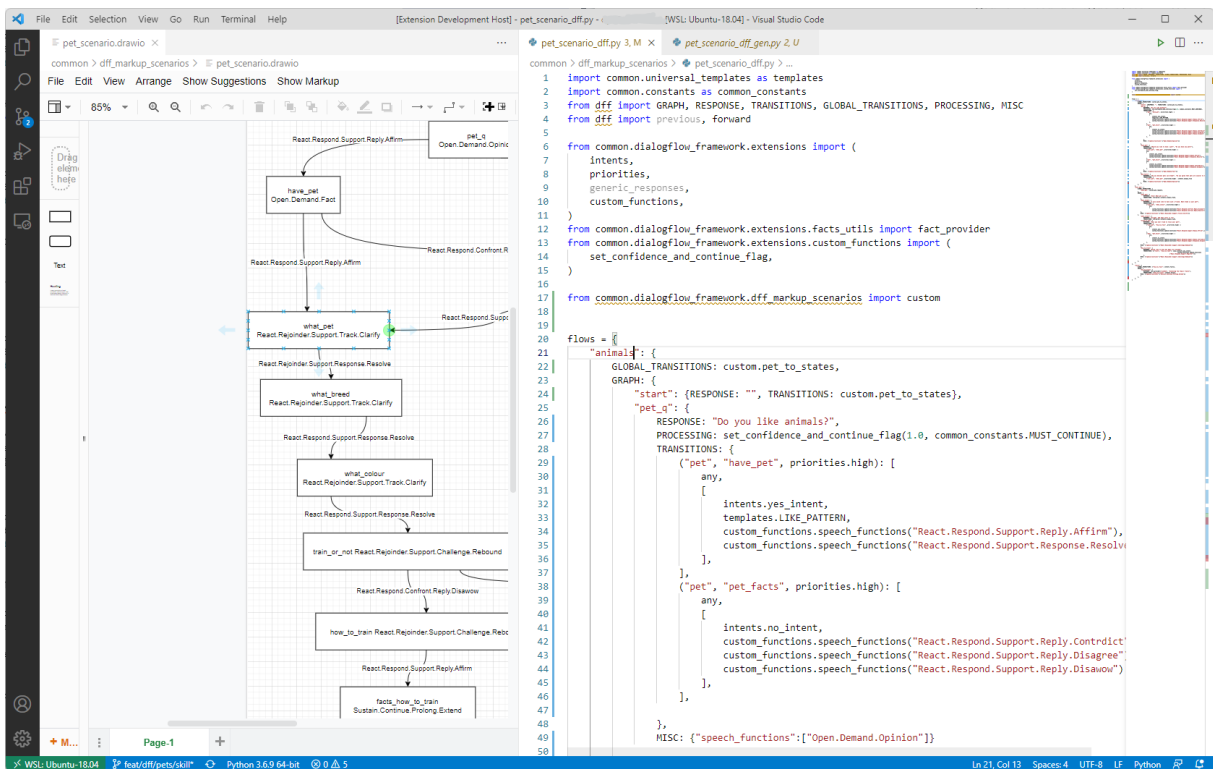 File Edit Selection View Go Run Terminal Help [Extension Development Host] - pet_scenario_dff.py - [WSL: Ubuntu-18.04] - Visual Studio Code
pet_scenario.drawio
common > dff_markup_scenarios > pet_scenario.drawio
File Edit View Arrange Show Suggestions Show Markup
85%
Drag
elem
Text
React.Respond.Support.Reply.Affirm
pet_q
Open.Demand.Opinic
have_pet
Open.Demand.Fact
React.Respond.Confront.R
React.Respond.Support.Reply.Affirm
what_pet
React.Rejoinder.Support.Track.Clarify
React.Respond.Suppo
React.Rejoinder.Support.Response.Resolve
what_breed
React.Rejoinder.Support.Track.Clarify
React.Respond.Support.Response.Resolve
what_colour
React.Rejoinder.Support.Track.Clarify
React.Respond.Support.Response.Resolve
train_or_not React.Rejoinder.Support.Challenge.Rebound
React.Respond.Confront.Reply.Disawow
how_to_train React.Rejoinder.Support.Challenge.Rebo
React.Respond.Support.Reply.Affirm
facts_how_to_train
Sustain.Continue.Prolong.Extend
+ M...
Page-1
pet_scenario_dff.py 3, M
pet_scenario_dff_gen.py 2, U
common > dff_markup_scenarios > pet_scenario_dff.py > ...
1 import common.universal_templates as templates
2 import common.constants as common_constants
3 from dff import GRAPH, RESPONSE, TRANSITIONS, GLOBAL_TRANSITIONS, PROCESSING, MISC
4 from dff import previous, forward
5
6 from common.dialogflow_framework.extensions import (
7 intents,
8 priorities,
9 generic_responses,
10 custom_functions,
11 )
12 from common.dialogflow_framework.extensions.facts_utils import fact_provider
13 from common.dialogflow_framework.extensions.custom_functions import (
14 set_confidence_and_continue_flag,
15 )
16
17 from common.dialogflow_framework.dff_markup_scenarios import custom
18
19
20 flows = {
21 "animals": {
22 GLOBAL_TRANSITIONS: custom.pet_to_states,
23 GRAPH: {
24 "start": {RESPONSE: "", TRANSITIONS: custom.pet_to_states},
25 "pet_q": {
26 RESPONSE: "Do you like animals?",
27 PROCESSING: set_confidence_and_continue_flag(1.0, common_constants.MUST_CONTINUE),
28 TRANSITIONS: {
29 ("pet", "have_pet", priorities.high): [
30 any,
31 [
32 intents.yes_intent,
33 templates.LIKE_PATTERN,
34 custom_functions.speech_functions("React.Respond.Support.Reply.Affirm"),
35 custom_functions.speech_functions("React.Respond.Support.Response.Resolv
36 ],
37 ],
38 ("pet", "pet_facts", priorities.high): [
39 any,
40 [
41 intents.no_intent,
42 custom_functions.speech_functions("React.Respond.Support.Reply.Contrdict"
43 custom_functions.speech_functions("React.Respond.Support.Reply.Disagree"
44 custom_functions.speech_functions("React.Respond.Support.Reply.Disawow")
45 ],
46 ],
47
48 },
49 MISC: {"speech_functions":["Open.Demand.Opinion"]}
50
WSL: Ubuntu-18.04 feat/dff/pets/skill* Python 3.6.9 64-bit 0 5 Ln 21, Col 13 Spaces: 4 UTF-8 LF Python